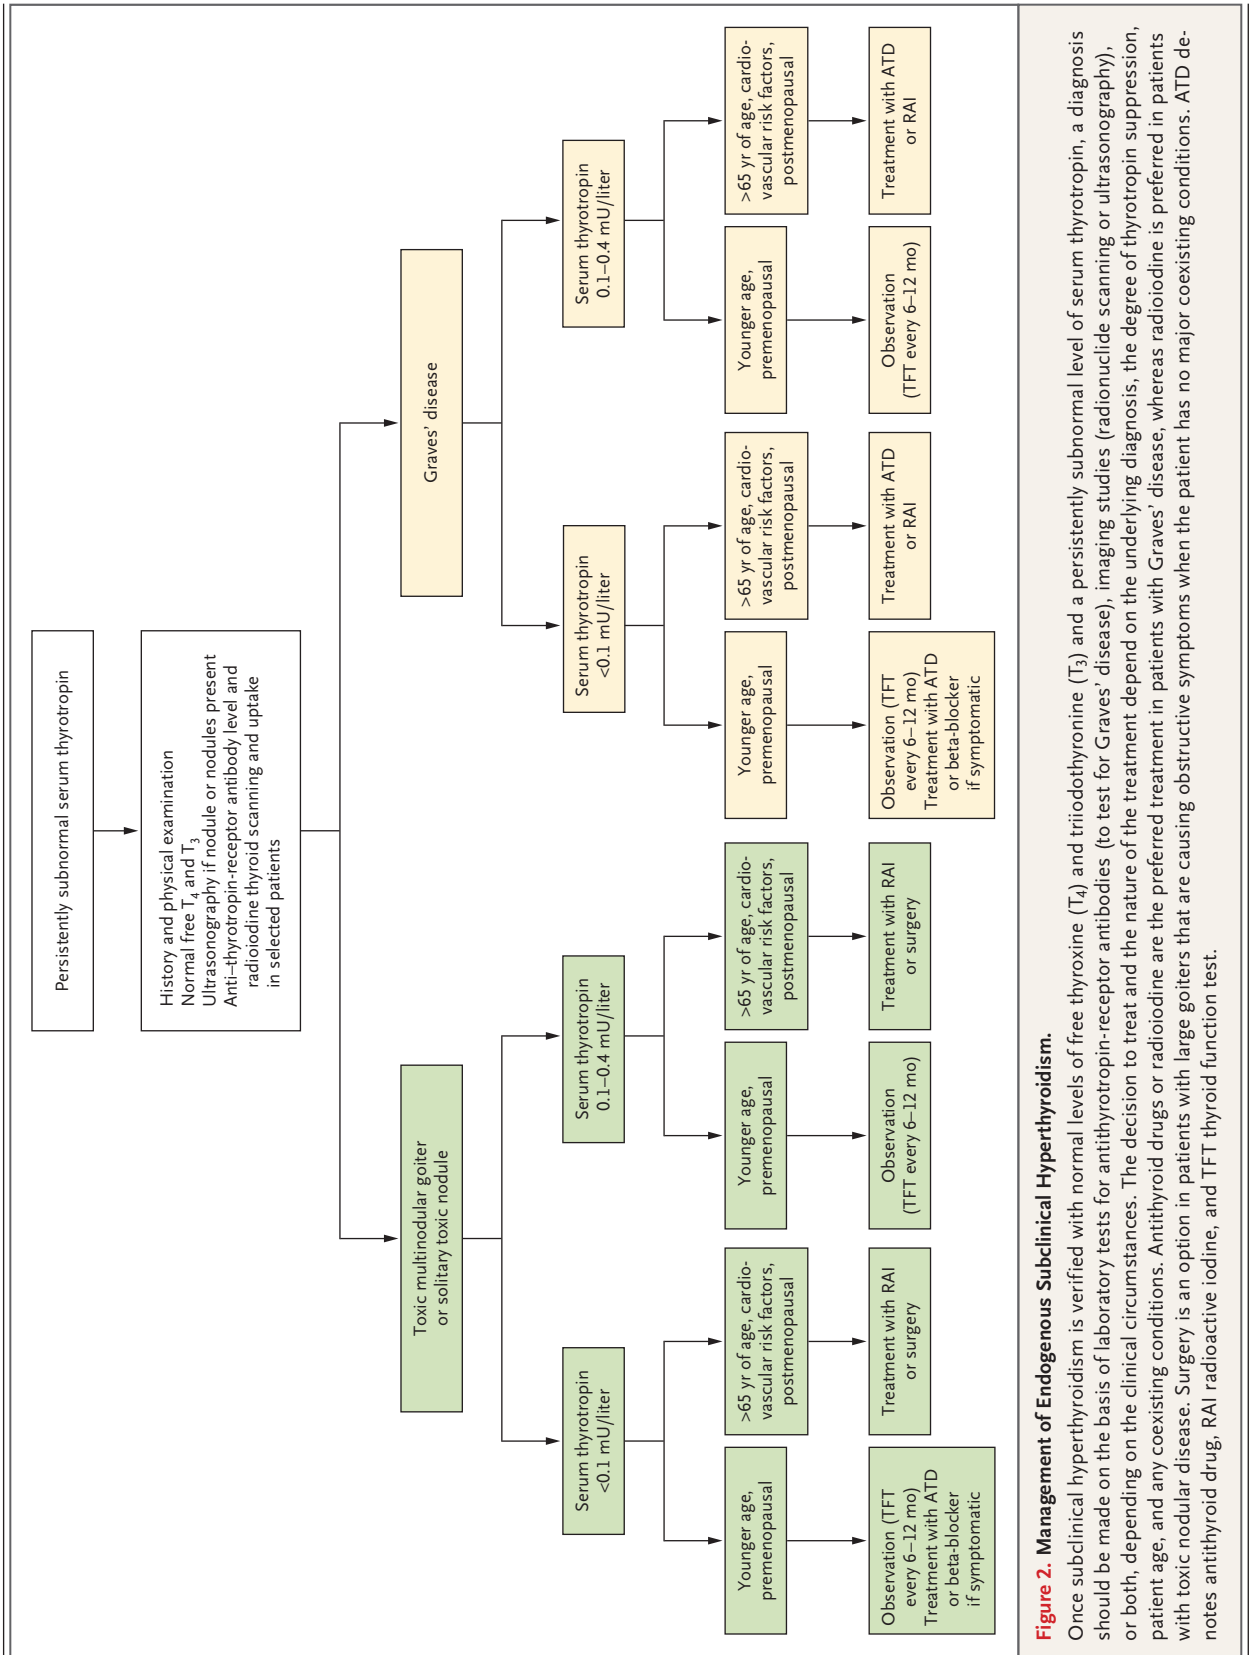 Persistently subnormal serum thyrotropin
History and physical examination
Normal free T4 and T3
Ultrasonography if nodule or nodules present
Anti–thyrotropin-receptor antibody level and
radioiodine thyroid scanning and uptake
in selected patients
Toxic multinodular goiter
or solitary toxic nodule
Graves’ disease
Serum thyrotropin
<0.1 mU/liter
Serum thyrotropin
0.1–0.4 mU/liter
Serum thyrotropin
<0.1 mU/liter
Serum thyrotropin
0.1–0.4 mU/liter
Younger age,
premenopausal
>65 yr of age, cardio-
vascular risk factors,
postmenopausal
Younger age,
premenopausal
>65 yr of age, cardio-
vascular risk factors,
postmenopausal
Younger age,
premenopausal
>65 yr of age, cardio-
vascular risk factors,
postmenopausal
Younger age,
premenopausal
>65 yr of age, cardio-
vascular risk factors,
postmenopausal
Observation (TFT
every 6–12 mo)
Treatment with ATD
or beta-blocker
if symptomatic
Treatment with RAI
or surgery
Observation
(TFT every 6–12 mo)
Treatment with RAI
or surgery
Observation (TFT
every 6–12 mo)
Treatment with ATD
or beta-blocker
if symptomatic
Treatment with ATD
or RAI
Observation
(TFT every 6–12 mo)
Treatment with ATD
or RAI
Figure 2. Management of Endogenous Subclinical Hyperthyroidism.
Once subclinical hyperthyroidism is verified with normal levels of free thyroxine (T4) and triiodothyronine (T3) and a persistently subnormal level of serum thyrotropin, a diagnosis
should be made on the basis of laboratory tests for antithyrotropin-receptor antibodies (to test for Graves’ disease), imaging studies (radionuclide scanning or ultrasonography),
or both, depending on the clinical circumstances. The decision to treat and the nature of the treatment depend on the underlying diagnosis, the degree of thyrotropin suppression,
patient age, and any coexisting conditions. Antithyroid drugs or radioiodine are the preferred treatment in patients with Graves’ disease, whereas radioiodine is preferred in patients
with toxic nodular disease. Surgery is an option in patients with large goiters that are causing obstructive symptoms when the patient has no major coexisting conditions. ATD de-
notes antithyroid drug, RAI radioactive iodine, and TFT thyroid function test.